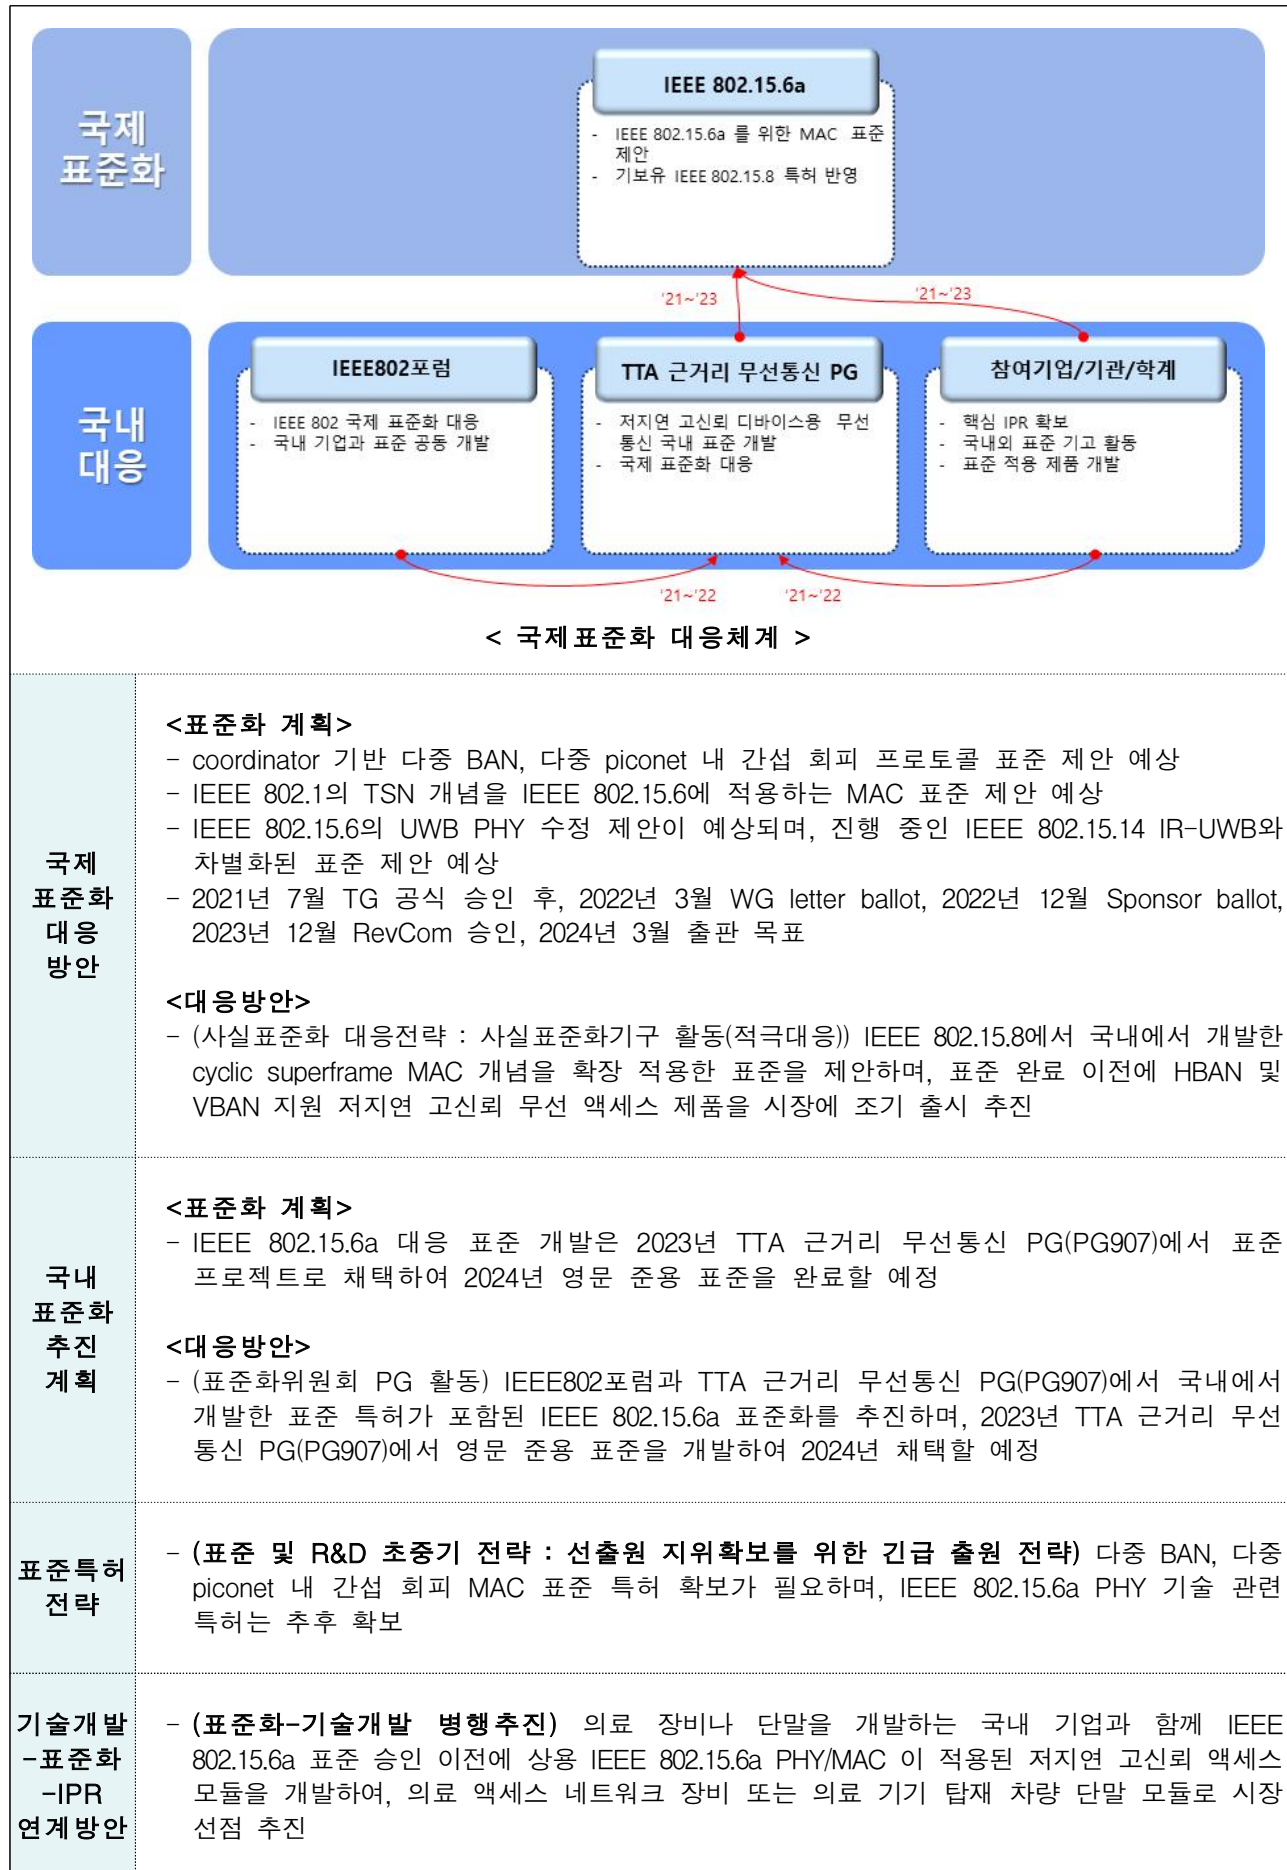 국제
표준화
IEEE 802.15.6a
- IEEE 802.15.6a 를 위한 MAC 표준
제안
- 기보유 IEEE 802.15.8 특허 반영
'21~'23
'21~'23
국내
대응
IEEE802포럼
- IEEE 802 국제 표준화 대응
- 국내 기업과 표준 공동 개발
TTA 근거리 무선통신 PG
- 저지연 고신뢰 디바이스용 무선
통신 국내 표준 개발
- 국제 표준화 대응
참여기업/기관/학계
- 핵심 IPR 확보
- 국내외 표준 기고 활동
- 표준 적용 제품 개발
'21~'22
'21~'22
< 국제표준화 대응체계 >
국제
표준화
대응
방안
<표준화 계획>
- coordinator 기반 다중 BAN, 다중 piconet 내 간섭 회피 프로토콜 표준 제안 예상
- IEEE 802.1의 TSN 개념을 IEEE 802.15.6에 적용하는 MAC 표준 제안 예상
- IEEE 802.15.6의 UWB PHY 수정 제안이 예상되며, 진행 중인 IEEE 802.15.14 IR-UWB와
차별화된 표준 제안 예상
- 2021년 7월 TG 공식 승인 후, 2022년 3월 WG letter ballot, 2022년 12월 Sponsor ballot,
2023년 12월 RevCom 승인, 2024년 3월 출판 목표
<대응방안>
- (사실표준화 대응전략 : 사실표준화기구 활동(적극대응)) IEEE 802.15.8에서 국내에서 개발한
cyclic superframe MAC 개념을 확장 적용한 표준을 제안하며, 표준 완료 이전에 HBAN 및
VBAN 지원 저지연 고신뢰 무선 액세스 제품을 시장에 조기 출시 추진
국내
표준화
추진
계획
<표준화 계획>
- IEEE 802.15.6a 대응 표준 개발은 2023년 TTA 근거리 무선통신 PG(PG907)에서 표준
프로젝트로 채택하여 2024년 영문 준용 표준을 완료할 예정
<대응방안>
- (표준화위원회 PG 활동) IEEE802포럼과 TTA 근거리 무선통신 PG(PG907)에서 국내에서
개발한 표준 특허가 포함된 IEEE 802.15.6a 표준화를 추진하며, 2023년 TTA 근거리 무선
통신 PG(PG907)에서 영문 준용 표준을 개발하여 2024년 채택할 예정
표준특허
전략
- (표준 및 R&D 초중기 전략 : 선출원 지위확보를 위한 긴급 출원 전략) 다중 BAN, 다중
piconet 내 간섭 회피 MAC 표준 특허 확보가 필요하며, IEEE 802.15.6a PHY 기술 관련
특허는 추후 확보
기술개발
-표준화
-IPR
연계방안
- (표준화-기술개발 병행추진) 의료 장비나 단말을 개발하는 국내 기업과 함께 IEEE
802.15.6a 표준 승인 이전에 상용 IEEE 802.15.6a PHY/MAC 이 적용된 저지연 고신뢰 액세스
모듈을 개발하여, 의료 액세스 네트워크 장비 또는 의료 기기 탑재 차량 단말 모듈로 시장
선점 추진